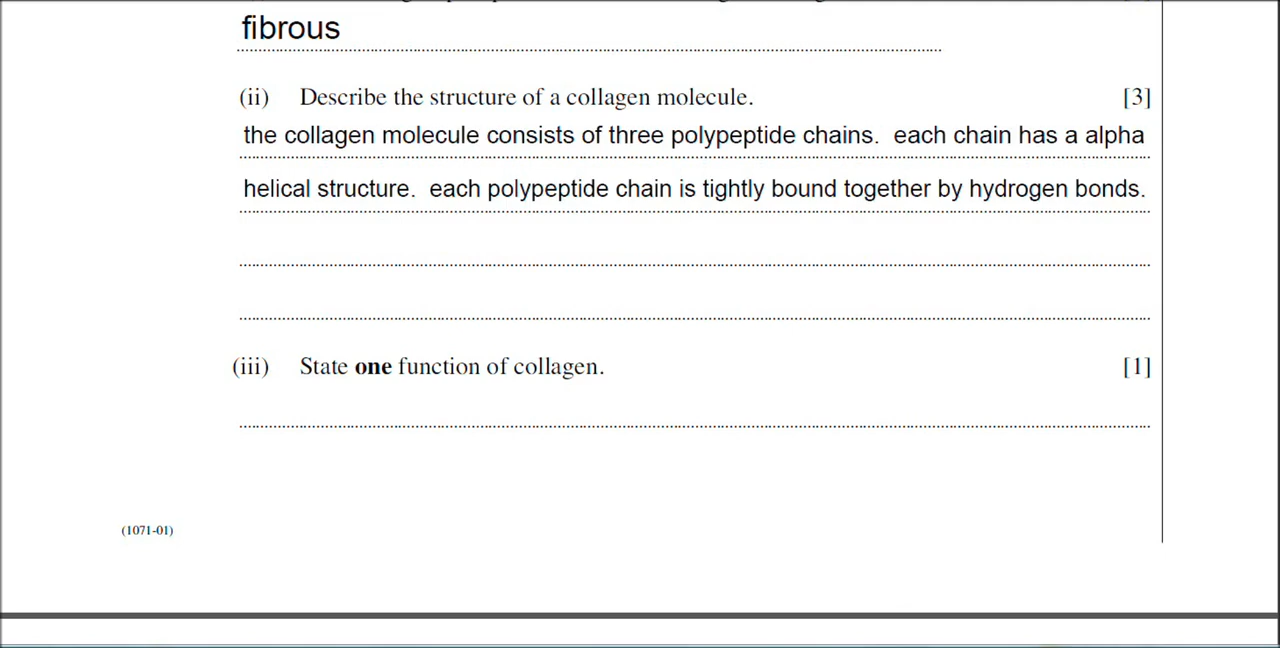 fibrous
(ii) Describe the structure of a collagen molecule. [3]
the collagen molecule consists of three polypeptide chains. each chain has a alpha
helical structure. each polypeptide chain is tightly bound together by hydrogen bonds.
(iii) State one function of collagen. [1]
(1071-01)